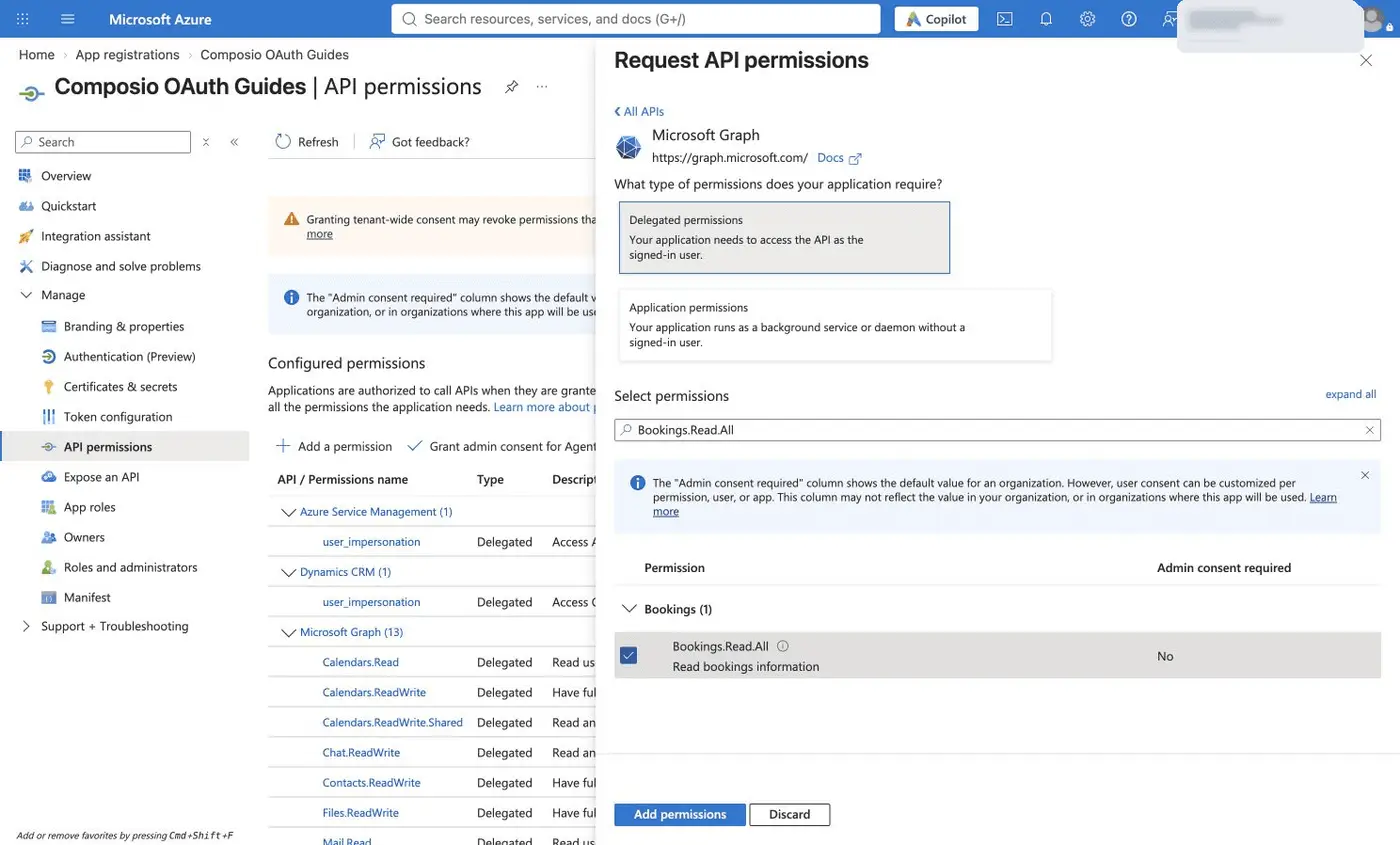 Microsoft Azure
Search resources, services, and docs (G+/)
Copilot
Home
App registrations
Composio OAuth Guides
Composio OAuth Guides | API permissions
Search
Overview
Quickstart
Integration assistant
Diagnose and solve problems
Manage
Branding & properties
Authentication (Preview)
Certificates & secrets
Token configuration
API permissions
Expose an API
App roles
Owners
Roles and administrators
Manifest
Support + Troubleshooting
Add or remove favorites by pressing Cmd+Shift+F
Refresh
Got feedback?
Granting tenant-wide consent may revoke permissions tha
more
The "Admin consent required" column shows the default v
organization, or in organizations where this app will be use
Configured permissions
Applications are authorized to call APIs when they are grante
all the permissions the application needs. Learn more about p
Add a permission
Grant admin consent for Agent
API / Permissions name Type Descript
Azure Service Management (1)
user_impersonation Delegated Access A
Dynamics CRM (1)
user_impersonation Delegated Access C
Microsoft Graph (13)
Calendars.Read Delegated Read us
Calendars.ReadWrite Delegated Have ful
Calendars.ReadWrite.Shared Delegated Read an
Chat.ReadWrite Delegated Read an
Contacts.ReadWrite Delegated Have ful
Files.ReadWrite Delegated Have ful
Mail.Read Delegated Read us
Request API permissions
All APIs
Microsoft Graph
https://graph.microsoft.com/ Docs
What type of permissions does your application require?
Delegated permissions
Your application needs to access the API as the
signed-in user.
Application permissions
Your application runs as a background service or daemon without a
signed-in user.
Select permissions
expand all
Bookings.Read.All
The "Admin consent required" column shows the default value for an organization. However, user consent can be customized per
permission, user, or app. This column may not reflect the value in your organization, or in organizations where this app will be used. Learn
more
Permission Admin consent required
Bookings (1)
Bookings.Read.All
Read bookings information
No
Add permissions
Discard